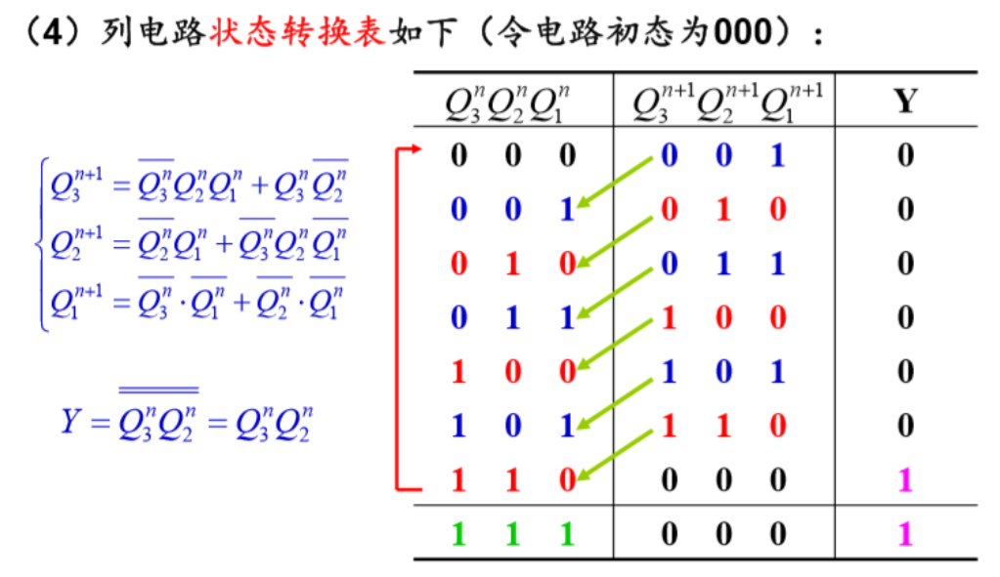 （4）列电路状态转换表如下（令电路初态为000）：
$Q_3^n Q_2^n Q_1^n$ $Q_3^{n+1} Q_2^{n+1} Q_1^{n+1}$ Y
0 0 0 0 0 1 0
0 0 1 0 1 0 0
0 1 0 0 1 1 0
0 1 1 1 0 0 0
1 0 0 1 0 1 0
1 0 1 1 1 0 0
1 1 0 0 0 0 1
1 1 1 0 0 0 1
$Q_3^{n+1} = \overline{Q_3^n} Q_2^n Q_1^n + Q_3^n \overline{Q_2^n}$
$Q_2^{n+1} = \overline{Q_2^n} Q_1^n + \overline{Q_3^n} Q_2^n \overline{Q_1^n}$
$Q_1^{n+1} = \overline{Q_3^n} \cdot \overline{Q_1^n} + \overline{Q_2^n} \cdot \overline{Q_1^n}$
$Y = \overline{\overline{Q_3^n Q_2^n}} = Q_3^n Q_2^n$